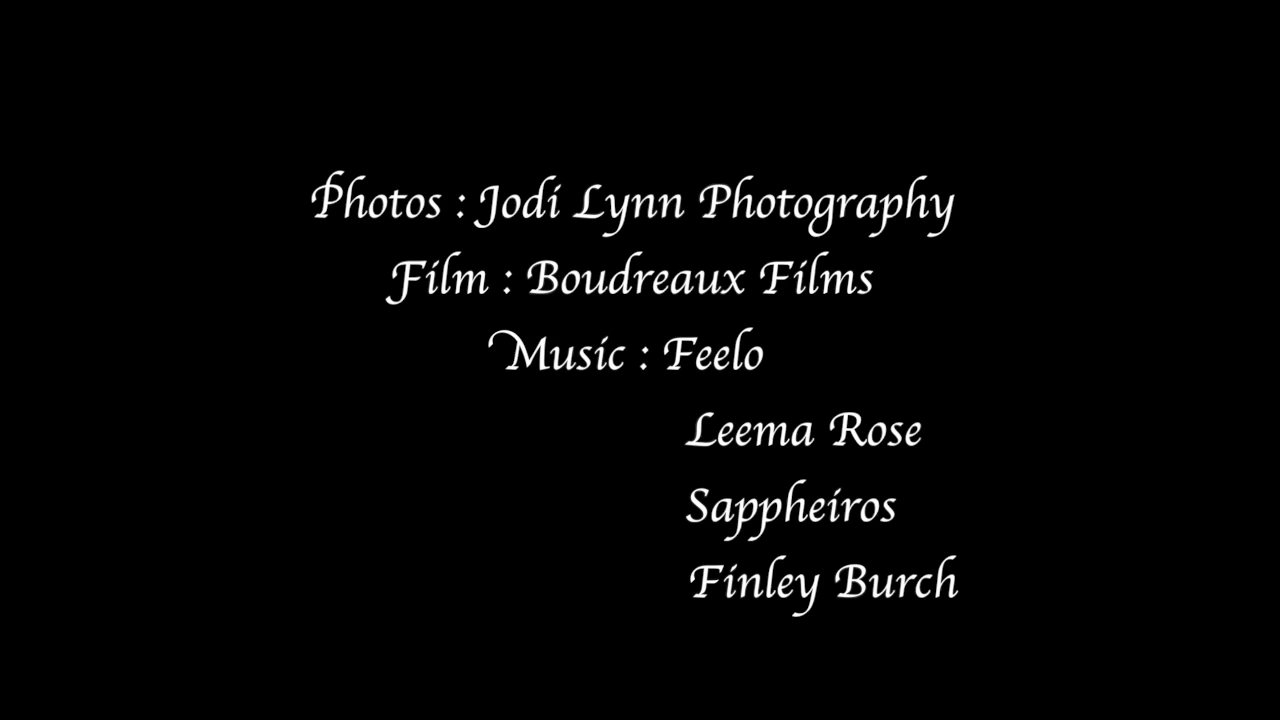 Photos : Jodi Lynn Photography
Film : Boudreaux Films
Music : Feelo
Leema Rose
Sappheiros
Finley Burch